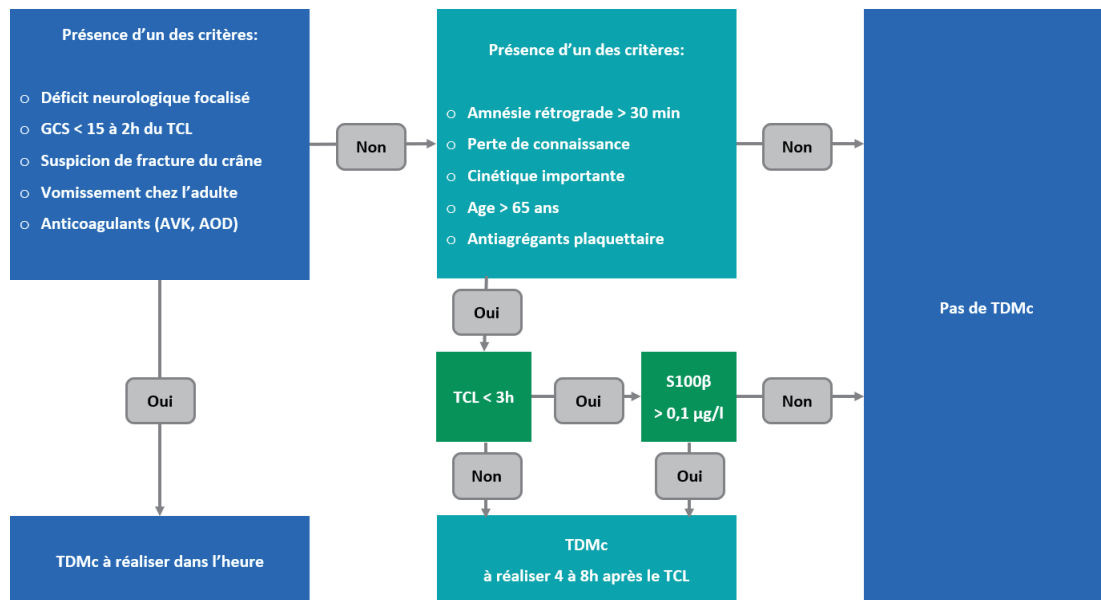 Présence d'un des critères:
o Déficit neurologique focalisé
o GCS < 15 à 2h du TCL
o Suspicion de fracture du crâne
o Vomissement chez l'adulte
o Anticoagulants (AVK, AOD)
Non
Présence d'un des critères:
o Amnésie rétrograde > 30 min
o Perte de connaissance
o Cinétique importante
o Age > 65 ans
o Antiagrégants plaquettaire
Non
Pas de TDMc
Oui
TCL < 3h
Oui
S100β
> 0,1 µg/l
Non
Oui
Non
Oui
TDMc à réaliser dans l'heure
TDMc
à réaliser 4 à 8h après le TCL